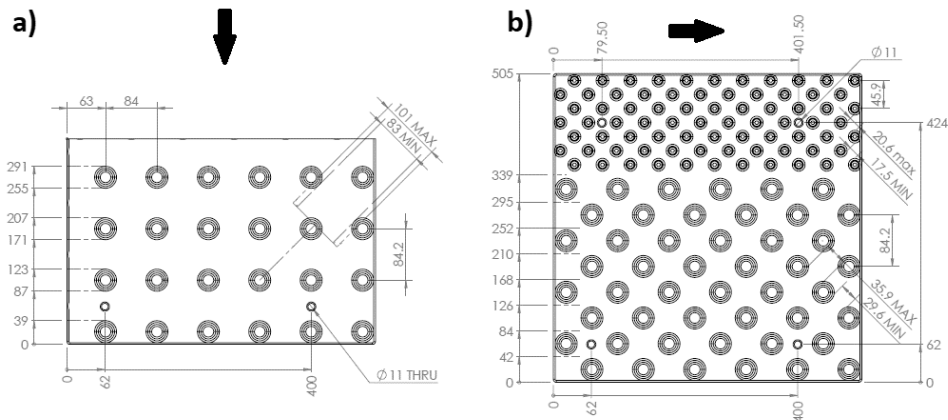 a)
63 84
101 MAX
83 MIN
291
255
207
171
123
87
39
0
84.2
0 62 400
Ø 11 THRU
b)
0 79.50 401.50
Ø 11
505
339
295
252
210
168
126
84
42
0
45.9
424
20.6 max
17.5 MIN
84.2
35.9 MAX
29.6 MIN
62
0
0 62 400